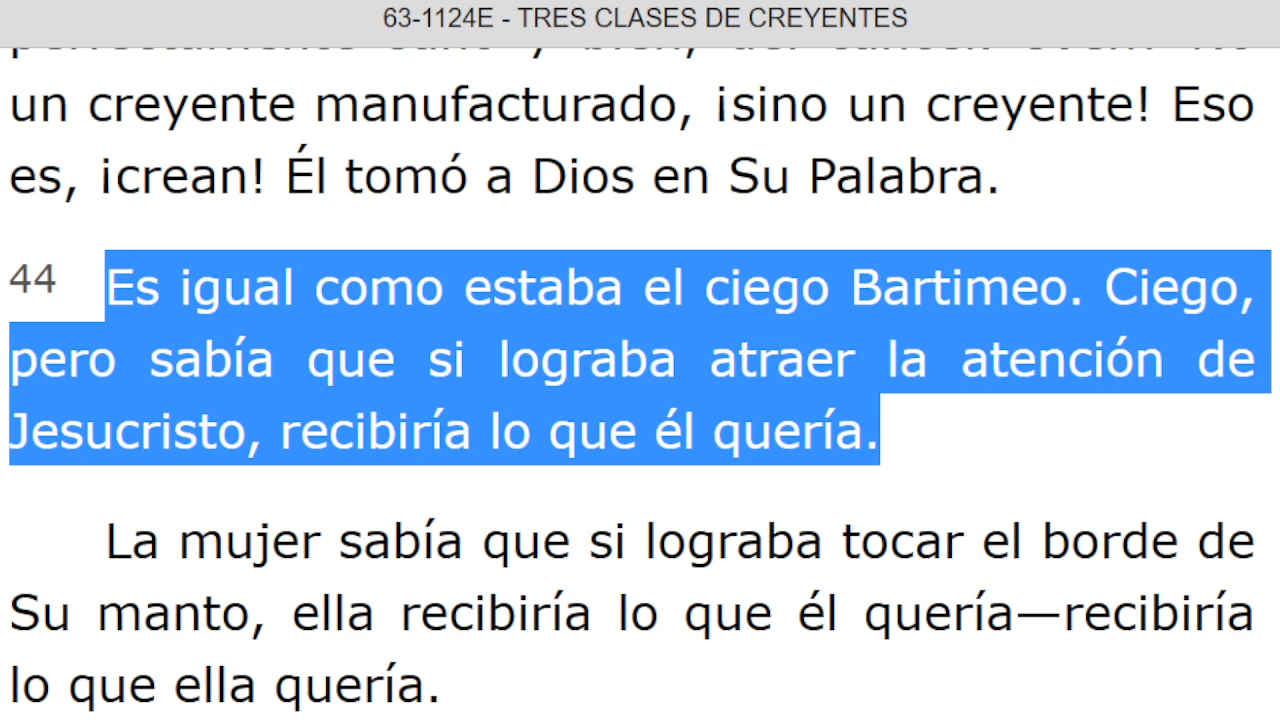 63-1124E - TRES CLASES DE CREYENTES
un creyente manufacturado, ¡sino un creyente! Eso
es, ¡crean! Él tomó a Dios en Su Palabra.
44 Es igual como estaba el ciego Bartimeo. Ciego,
pero sabía que si lograba atraer la atención de
Jesucristo, recibiría lo que él quería.
La mujer sabía que si lograba tocar el borde de
Su manto, ella recibiría lo que él quería—recibiría
lo que ella quería.